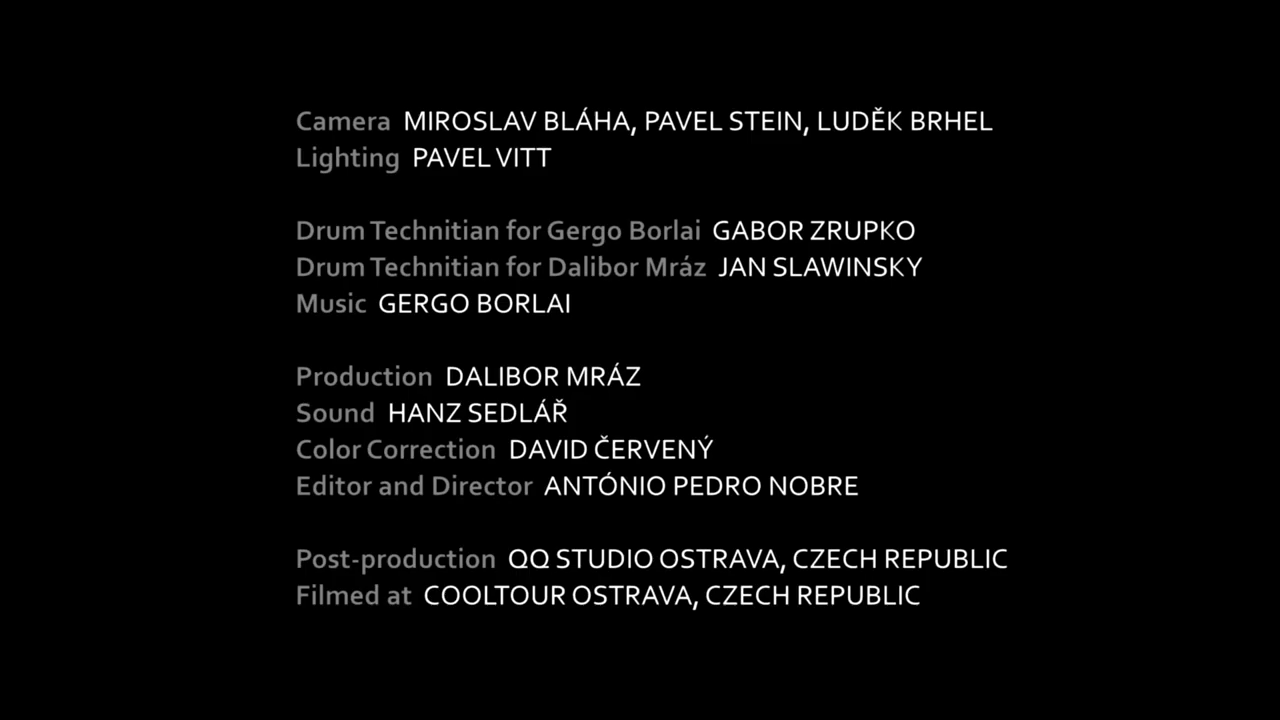 Camera MIROSLAV BLÁHA, PAVEL STEIN, LUDĚK BRHEL
Lighting PAVEL VITT
Drum Technitian for Gergo Borlai GABOR ZRUPKO
Drum Technitian for Dalibor Mráz JAN SLAWINSKY
Music GERGO BORLAI
Production DALIBOR MRÁZ
Sound HANZ SEDLÁŘ
Color Correction DAVID ČERVENÝ
Editor and Director ANTÓNIO PEDRO NOBRE
Post-production QQ STUDIO OSTRAVA, CZECH REPUBLIC
Filmed at COOLTOUR OSTRAVA, CZECH REPUBLIC